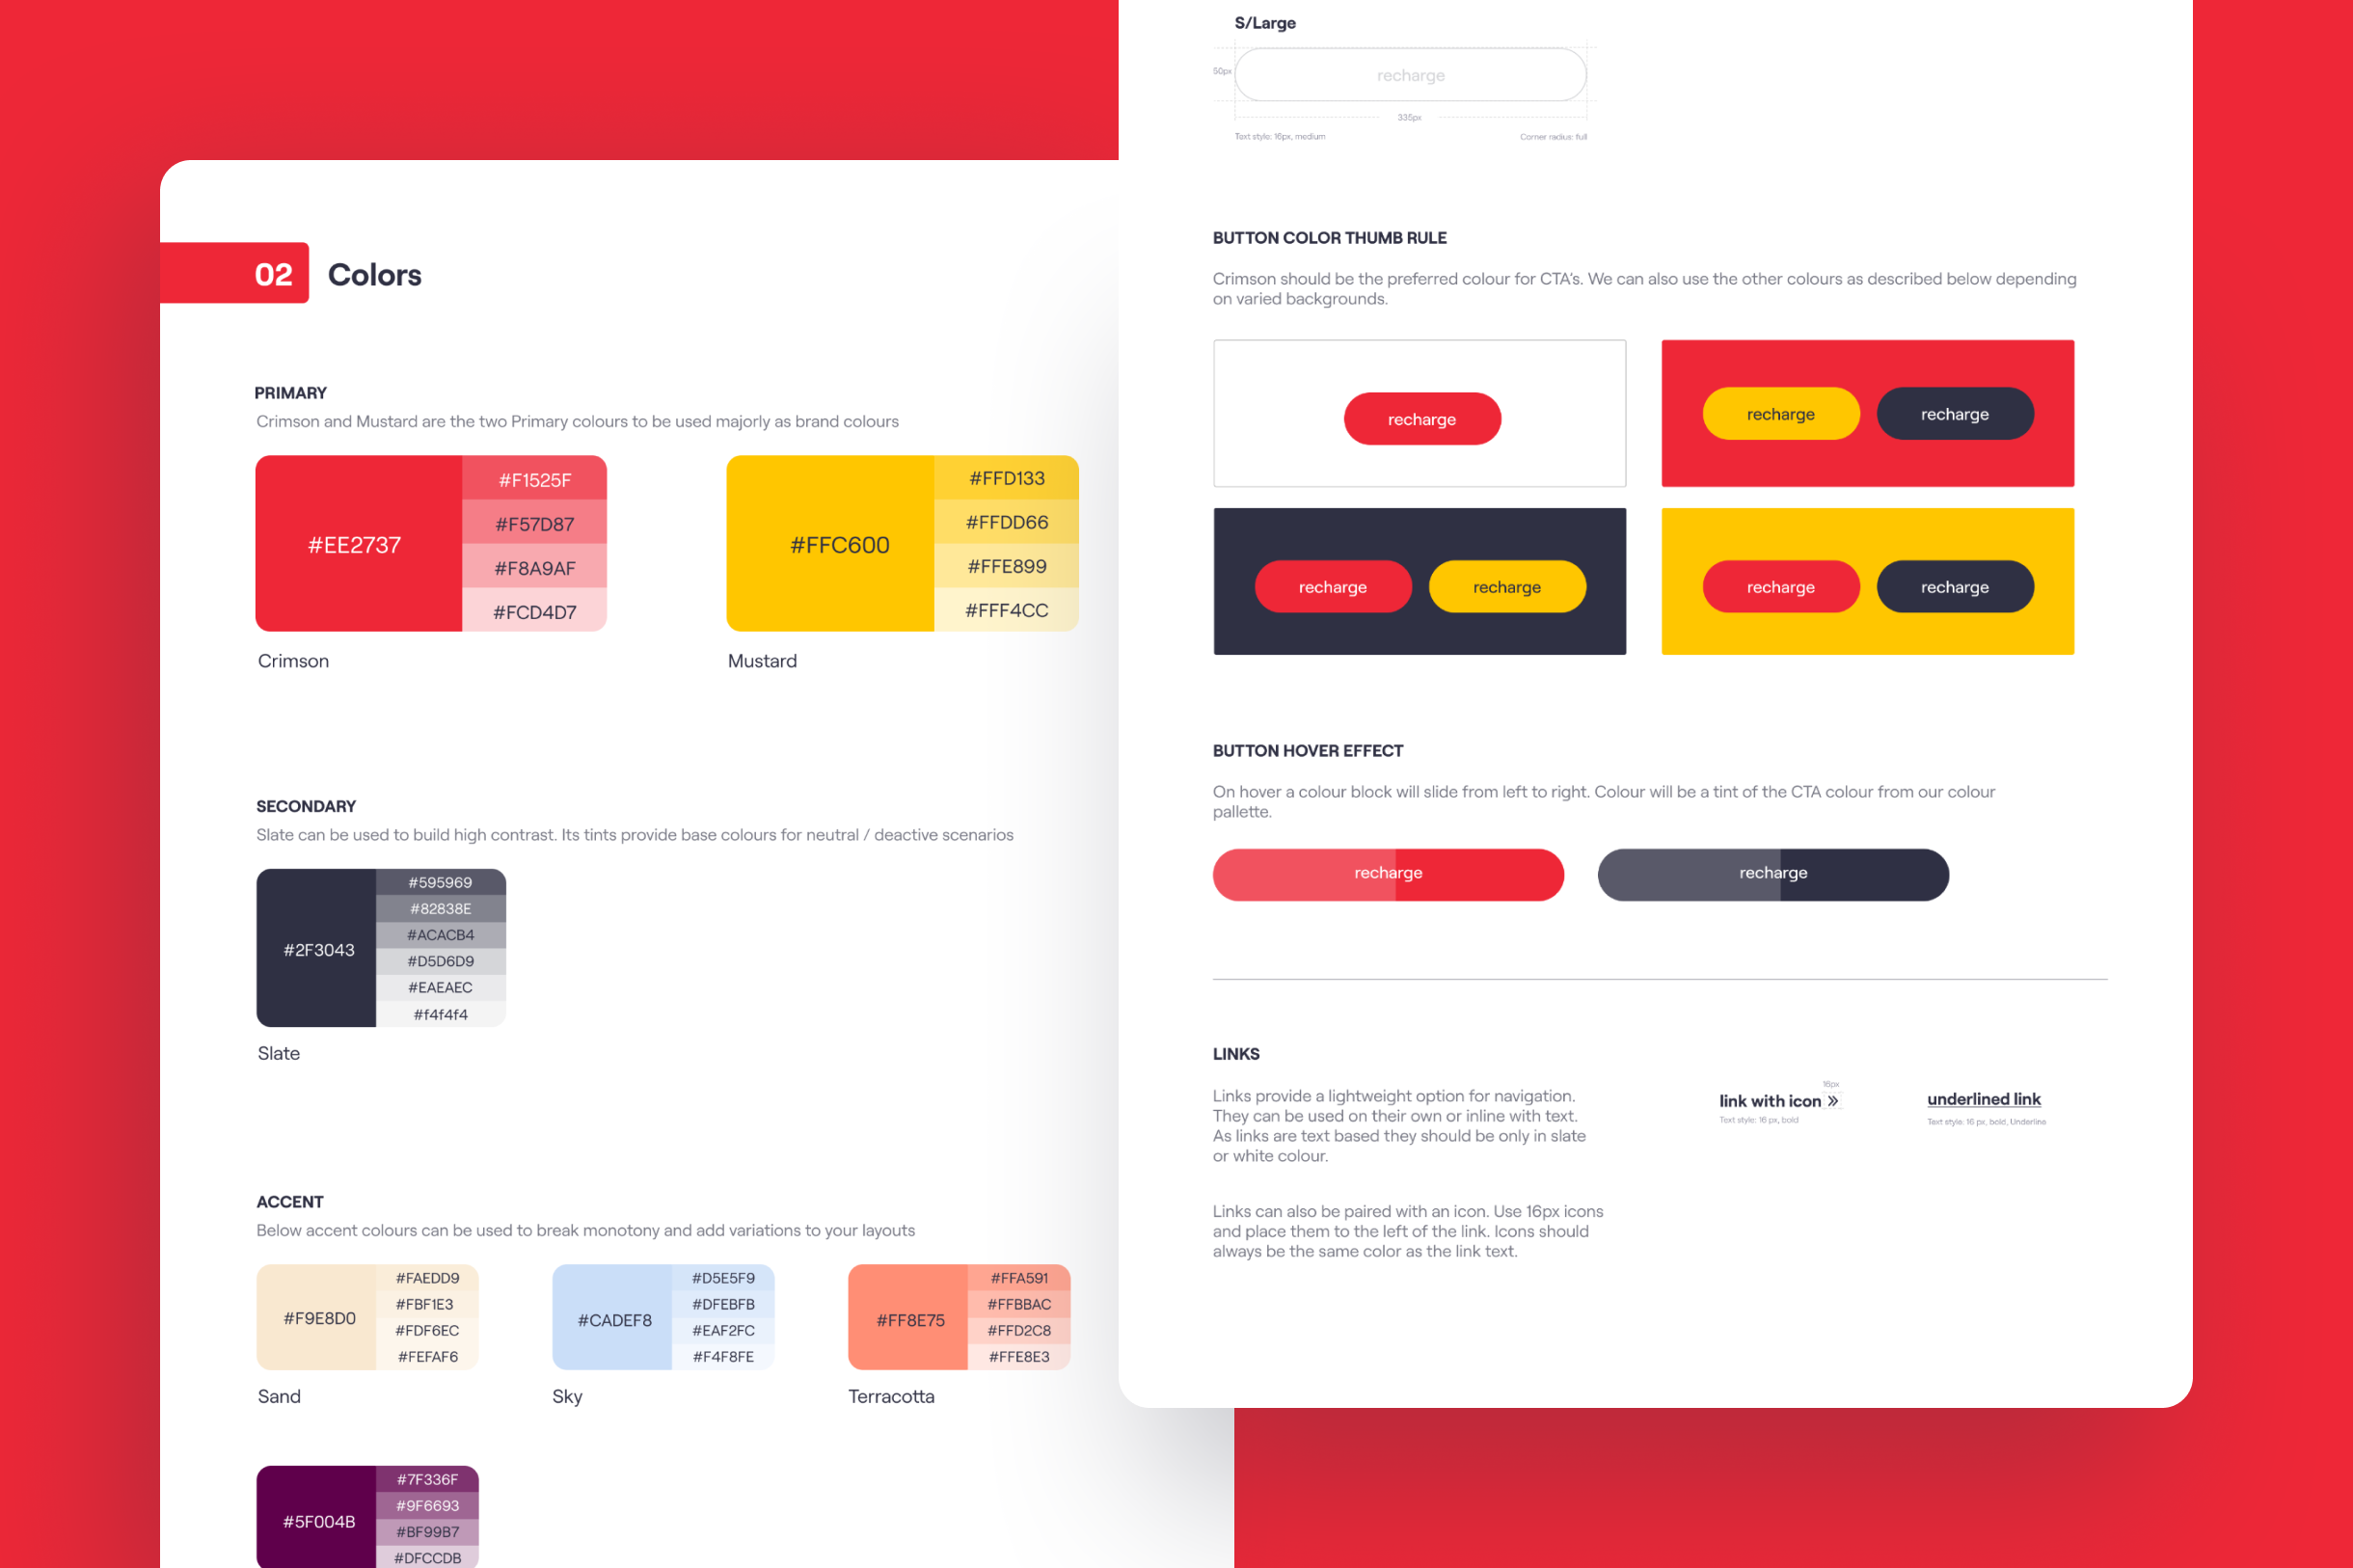 02 Colors
PRIMARY
Crimson and Mustard are the two Primary colours to be used majorly as brand colours
#EE2737
#F1525F
#F57D87
#F8A9AF
#FCD4D7
Crimson
#FFC600
#FFD133
#FFDD66
#FFE899
#FFF4CC
Mustard
SECONDARY
Slate can be used to build high contrast. Its tints provide base colours for neutral / deactive scenarios
#2F3043
#595969
#82838E
#ACACB4
#D5D6D9
#EAEAEC
#f4f4f4
Slate
ACCENT
Below accent colours can be used to break monotony and add variations to your layouts
#F9E8D0
#FAEDD9
#FBF1E3
#FDF6EC
#FEFAF6
Sand
#CADEF8
#D5E5F9
#DFEBFB
#EAF2FC
#F4F8FE
Sky
#FF8E75
#FFA591
#FFBBAC
#FFD2C8
#FFE8E3
Terracotta
#5F004B
#7F336F
#9F6693
#BF99B7
#DFCCDB
S/Large
50px
recharge
335px
Text style: 16px, medium
Corner radius: full
BUTTON COLOR THUMB RULE
Crimson should be the preferred colour for CTA's. We can also use the other colours as described below depending
on varied backgrounds.
recharge
recharge
recharge
recharge
recharge
recharge
recharge
BUTTON HOVER EFFECT
On hover a colour block will slide from left to right. Colour will be a tint of the CTA colour from our colour
pallette.
recharge
recharge
LINKS
Links provide a lightweight option for navigation.
They can be used on their own or inline with text.
As links are text based they should be only in slate
or white colour.
Links can also be paired with an icon. Use 16px icons
and place them to the left of the link. Icons should
always be the same color as the link text.
16px
link with icon »
Text style: 16 px, bold
underlined link
Text style: 16 px, bold, Underline